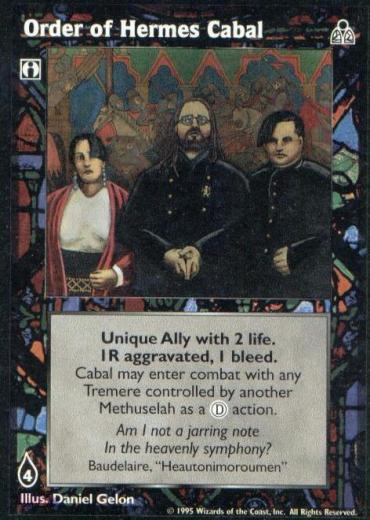 Order of Hermes Cabal
Unique Ally with 2 life.
1R aggravated, 1 bleed.
Cabal may enter combat with any
Tremere controlled by another
Methuselah as a Ⓓ action.
Am I not a jarring note
In the heavenly symphony?
Baudelaire, "Heautonimoroumen"
4
Illus. Daniel Gelon
© 1995 Wizards of the Coast, Inc. All Rights Reserved.